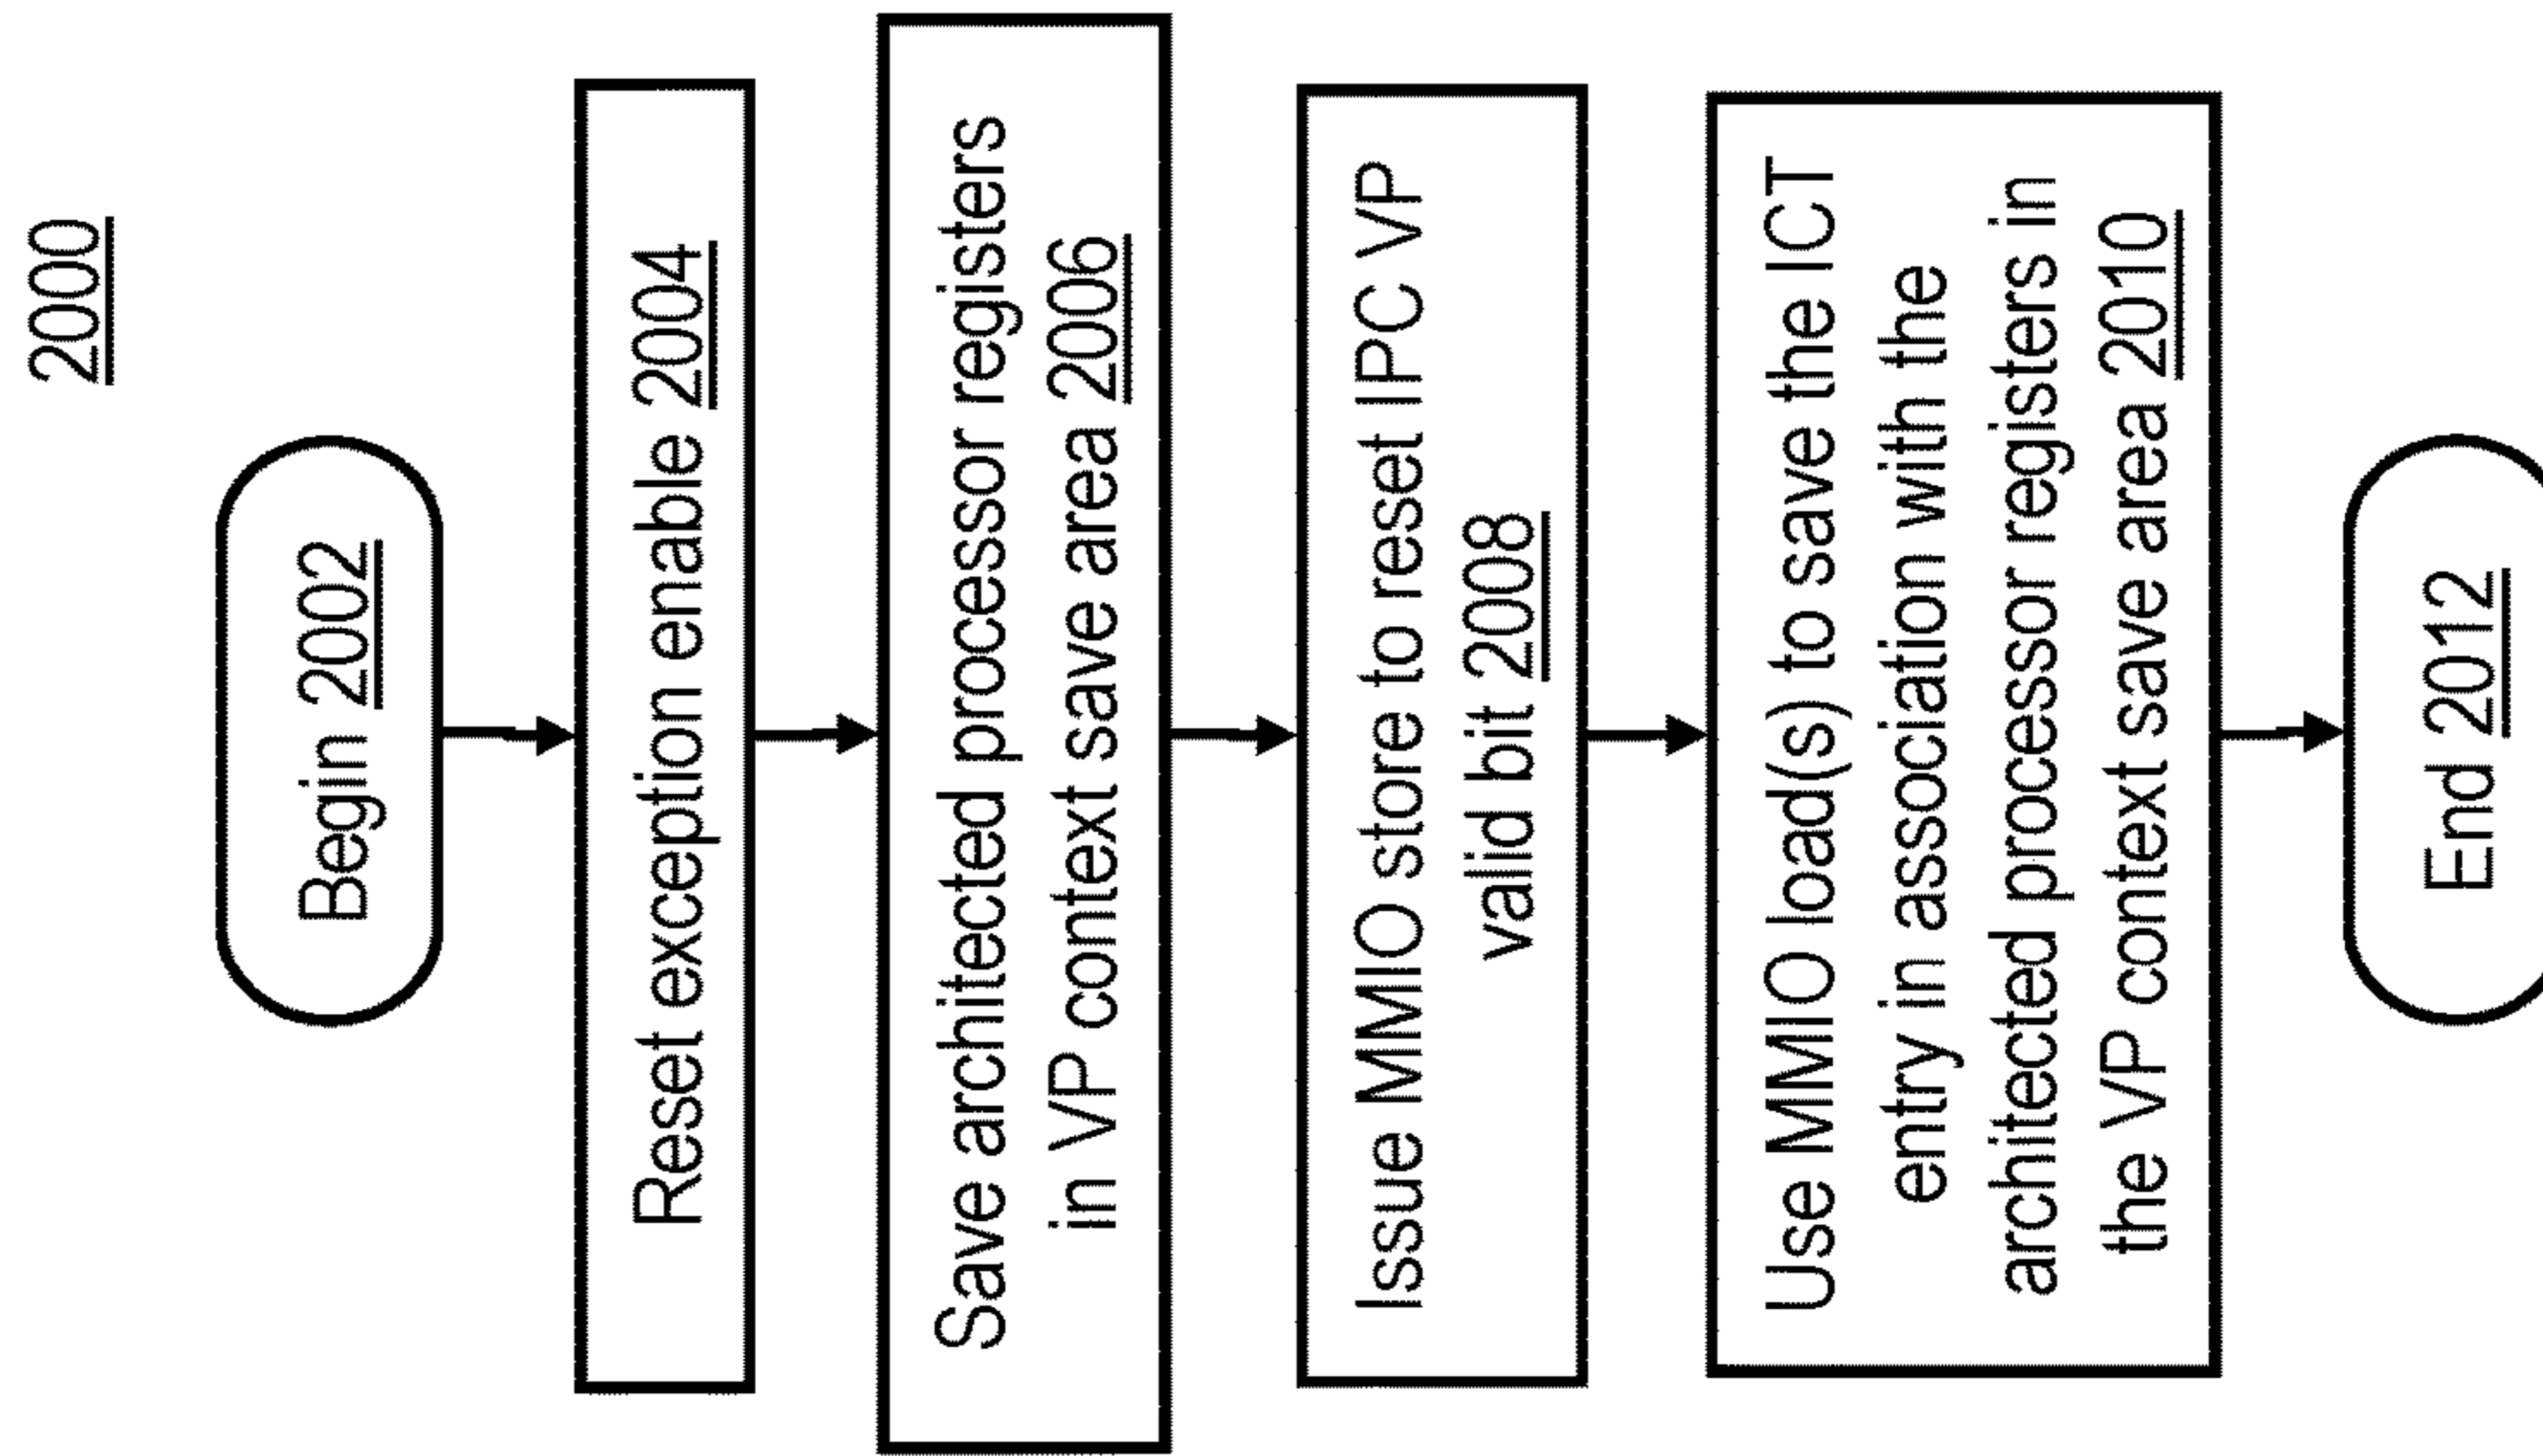 2000
Begin 2002
Reset exception enable 2004
Save architected processor registers
in VP context save area 2006
Issue MMIO store to reset IPC VP
valid bit 2008
Use MMIO load(s) to save the ICT
entry in association with the
architected processor registers in
the VP context save area 2010
End 2012